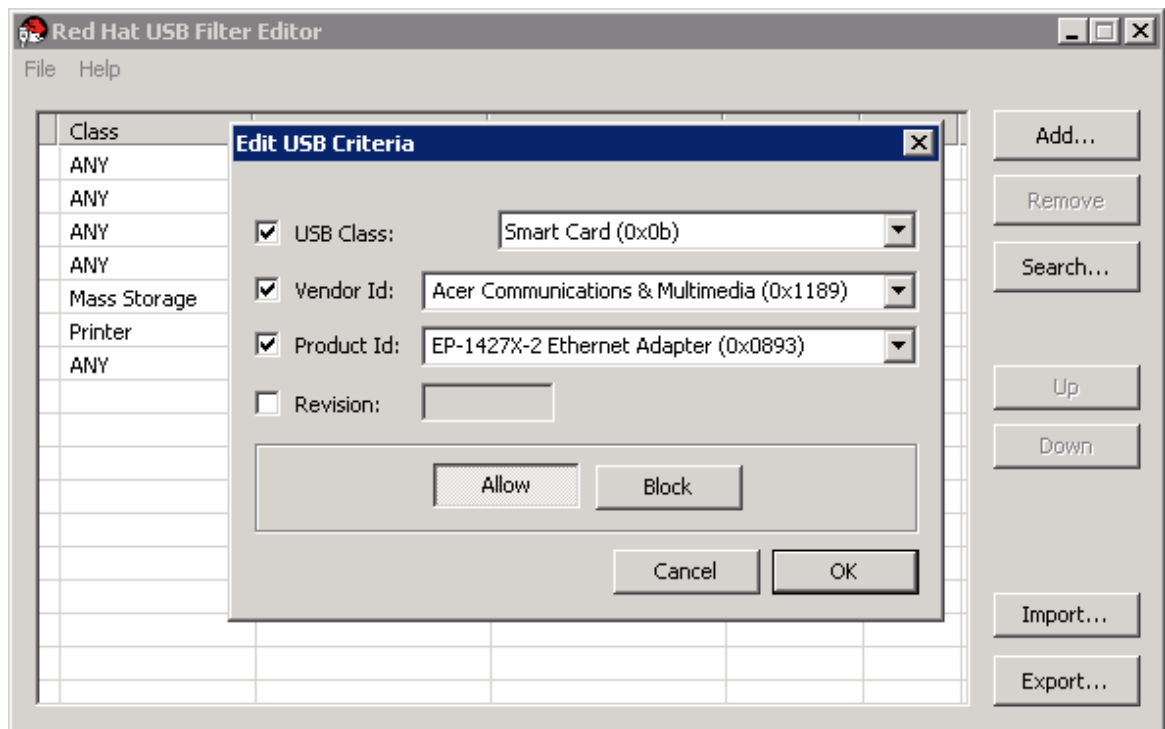 Red Hat USB Filter Editor
File Help
Class
ANY
ANY
ANY
ANY
Mass Storage
Printer
ANY
Edit USB Criteria
USB Class: Smart Card (0x0b)
Vendor Id: Acer Communications & Multimedia (0x1189)
Product Id: EP-1427X-2 Ethernet Adapter (0x0893)
Revision:
Allow Block
Cancel OK
Add...
Remove
Search...
Up
Down
Import...
Export...